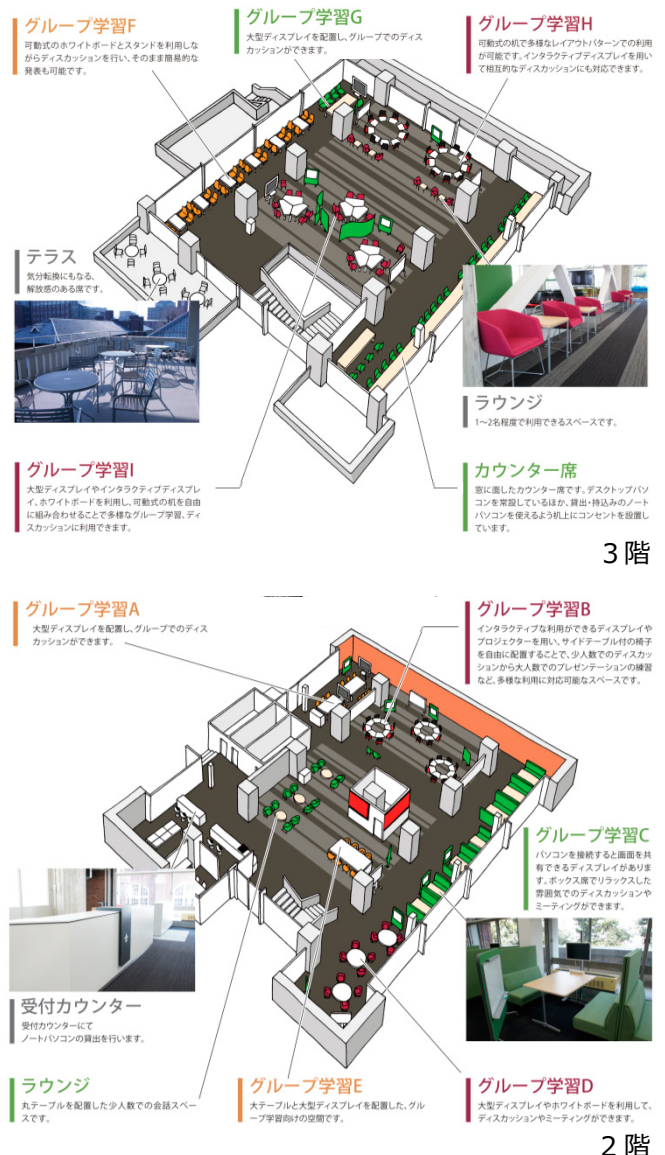 グループ学習F
可動式のホワイトボードとスタンドを利用しな
がらディスカッションを行い、そのまま簡易的な
発表も可能です。
グループ学習G
大型ディスプレイを配置し、グループでのディス
カッションができます。
グループ学習H
可動式の机で多様なレイアウトパターンでの利用
が可能です。インタラクティブディスプレイを用い
て相互的なディスカッションにも対応できます。
テラス
気分転換にもなる、
解放感のある席です。
ラウンジ
1〜2名程度で利用できるスペースです。
グループ学習I
大型ディスプレイやインタラクティブディスプレ
イ、ホワイトボードを利用し、可動式の机を自由
に組み合わせることで多様なグループ学習、ディ
スカッションに利用できます。
カウンター席
窓に面したカウンター席です。デスクトップパソ
コンを常設しているほか、貸出・持込みのノート
パソコンを使えるよう机上にコンセントを設置し
ています。
3階
グループ学習A
大型ディスプレイを配置し、グループでのディス
カッションができます。
グループ学習B
インタラクティブな利用ができるディスプレイや
プロジェクターを用い、サイドテーブル付の椅子
を自由に配置することで、少人数でのディスカッ
ションから大人数でのプレゼンテーションの練習
など、多様な利用に対応可能なスペースです。
グループ学習C
パソコンを接続すると画面を共
有できるディスプレイがありま
す。ボックス席でリラックスした
雰囲気でのディスカッションや
ミーティングができます。
受付カウンター
受付カウンターにて
ノートパソコンの貸出を行います。
ラウンジ
丸テーブルを配置した少人数での会話スペー
スです。
グループ学習E
大テーブルと大型ディスプレイを配置した、グル
ープ学習向けの空間です。
グループ学習D
大型ディスプレイやホワイトボードを利用して、
ディスカッションやミーティングができます。
2階